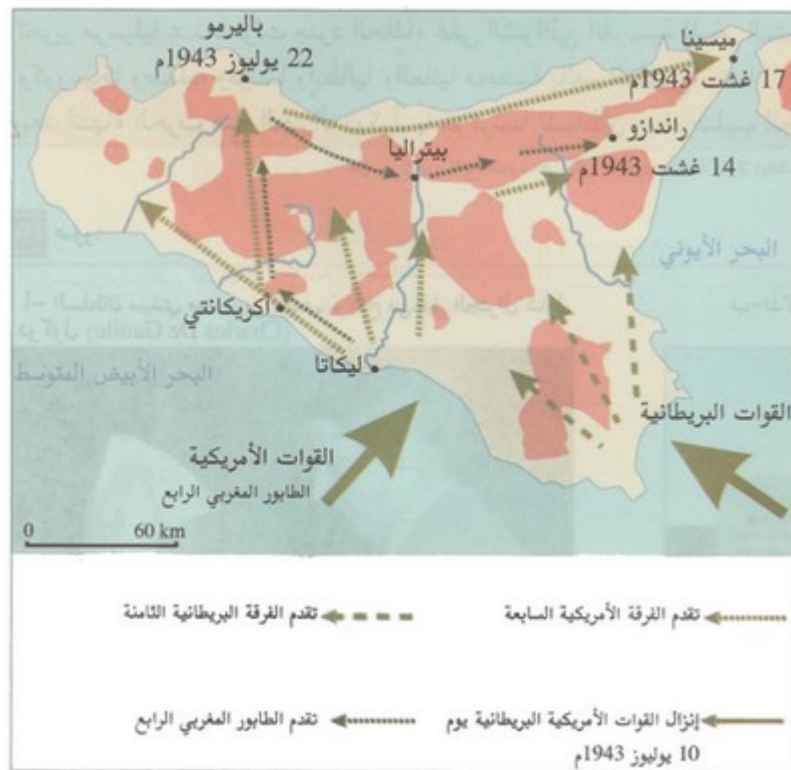 باليرمو
22 يوليوز 1943م
ميسينا
17 غشت 1943م
راندازو
14 غشت 1943م
بيتراليا
البحر الأيوني
أكريكانتي
ليكاتا
البحر الأبيض المتوسط
القوات البريطانية
القوات الأمريكية
الطابور المغربي الرابع
0 60 km
تقدم الفرقة الأمريكية السابعة
تقدم الفرقة البريطانية الثامنة
إنزال القوات الأمريكية البريطانية يوم
10 يوليوز 1943م
تقدم الطابور المغربي الرابع